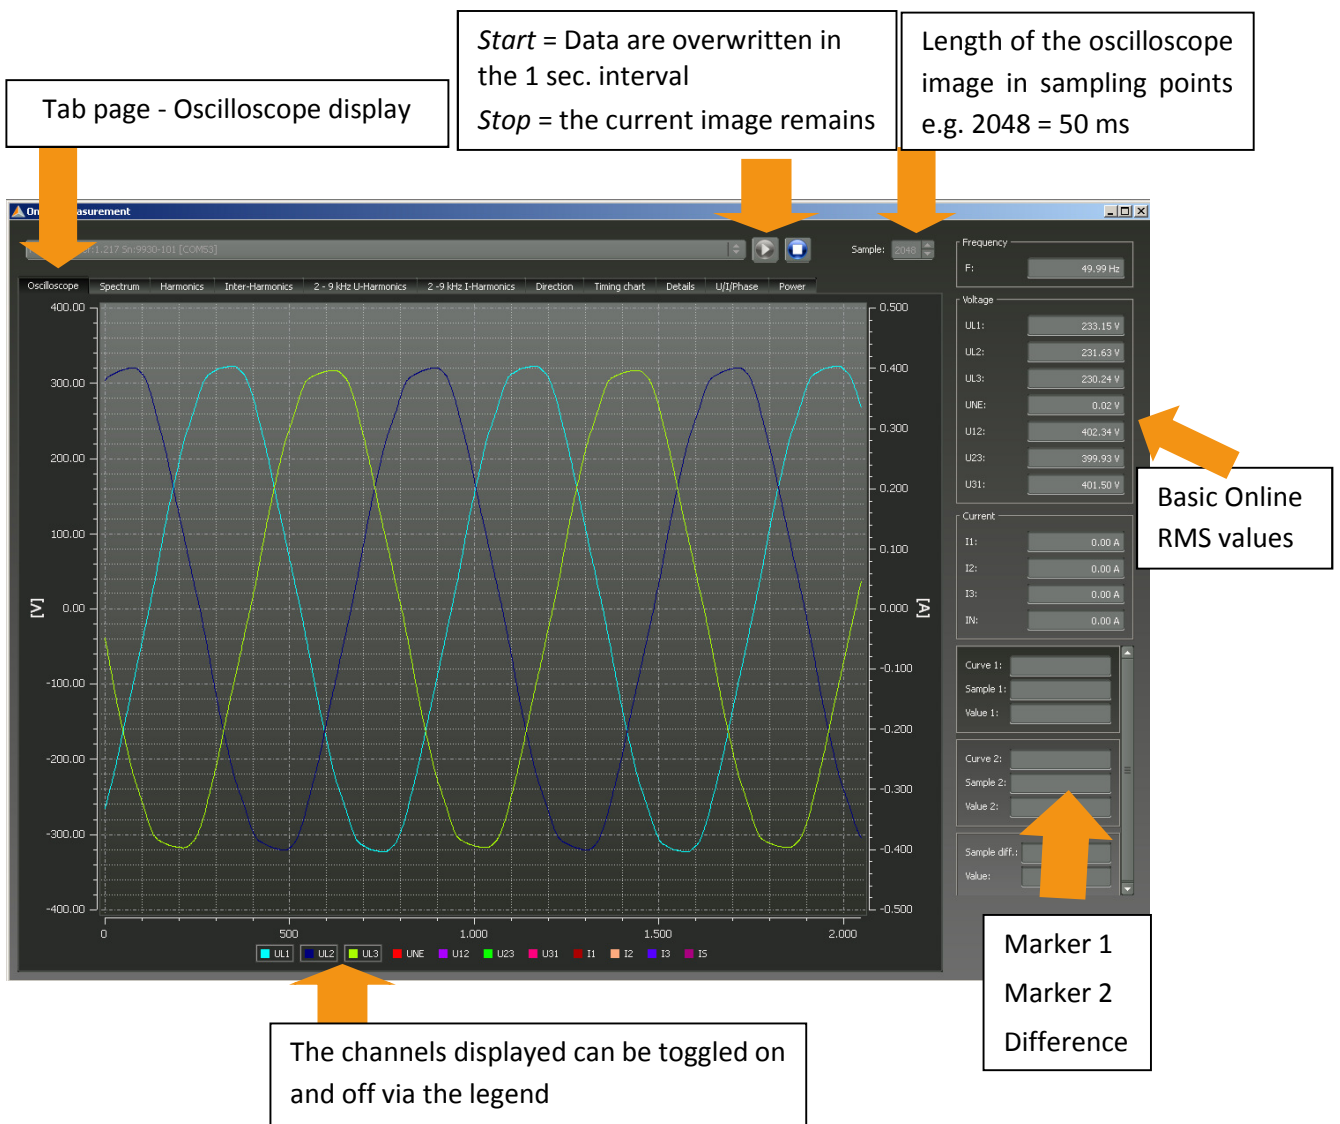 Start = Data are overwritten in
the 1 sec. interval
Stop = the current image remains
Length of the oscilloscope
image in sampling points
e.g. 2048 = 50 ms
Tab page - Oscilloscope display
1.217 Sn:9930-101 [COM53]
Sample: 2048
Oscilloscope Spectrum Harmonics Inter-Harmonics 2 - 9 kHz U-Harmonics 2 -9 kHz I-Harmonics Direction Timing chart Details U/I/Phase Power
400.00
300.00
200.00
100.00
0.00
-100.00
-200.00
-300.00
-400.00
[V]
0.500
0.400
0.300
0.200
0.100
0.000
-0.100
-0.200
-0.300
-0.400
-0.500
[A]
0 500 1.000 1.500 2.000
UL1 UL2 UL3 UNE U12 U23 U31 I1 I2 I3 I5
Frequency
F: 49.99 Hz
Voltage
UL1: 233.15 V
UL2: 231.63 V
UL3: 230.24 V
UNE: 0.02 V
U12: 402.34 V
U23: 399.93 V
U31: 401.50 V
Current
I1: 0.00 A
I2: 0.00 A
I3: 0.00 A
IN: 0.00 A
Curve 1:
Sample 1:
Value 1:
Curve 2:
Sample 2:
Value 2:
Sample diff.:
Value:
Basic Online
RMS values
Marker 1
Marker 2
Difference
The channels displayed can be toggled on
and off via the legend